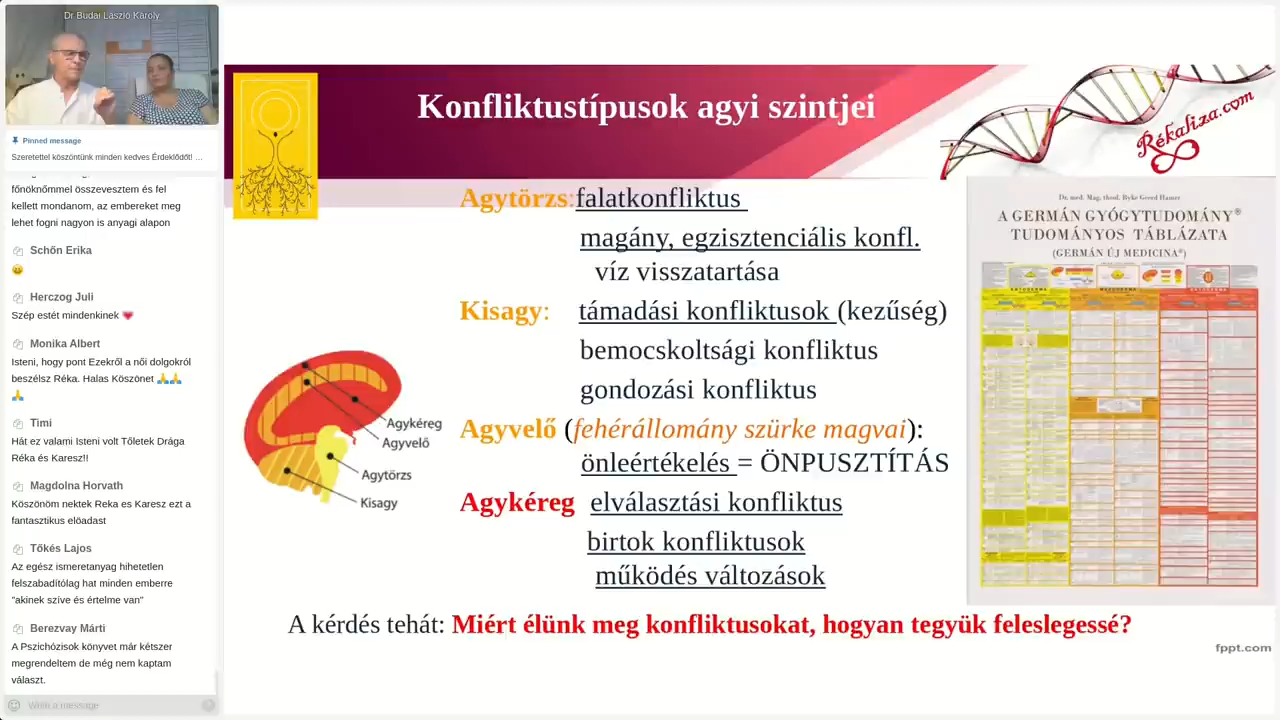 Dr Budai László Károly
Pinned message
Szeretettel köszöntünk minden kedves Érdeklődőt! …
főnöknőmmel összevesztem és fel
kellett mondanom, az embereket meg
lehet fogni nagyon is anyagi alapon
Schőn Erika
Herczog Juli
Szép estét mindenkinek 💗
Monika Albert
Isteni, hogy pont Ezekről a női dolgokról
beszélsz Réka. Halas Köszönet 🙏🙏
🙏
Timi
Hát ez valami Isteni volt Tőletek Drága
Réka és Karesz!!
Magdolna Horvath
Köszönöm nektek Reka es Karesz ezt a
fantasztikus elöadast
Tőkés Lajos
Az egész ismeretanyag hihetetlen
felszabadítólag hat minden emberre
"akinek szíve és értelme van"
Berezvay Márti
A Pszichózisok könyvet már kétszer
megrendeltem de még nem kaptam
választ.
Write a message
Konfliktustípusok agyi szintjei
Rékaliza.com
Agytörzs:falatkonfliktus
magány, egzisztenciális konfl.
víz visszatartása
Kisagy: támadási konfliktusok (kezűség)
bemocskoltsági konfliktus
gondozási konfliktus
Agyvelő (fehérállomány szürke magvai):
önleértékelés = ÖNPUSZTÍTÁS
Agykéreg elválasztási konfliktus
birtok konfliktusok
működés változások
Agykéreg
Agyvelő
Agytörzs
Kisagy
Dr. med. Mag. theol. Ryke Geerd Hamer
A GERMÁN GYÓGYTUDOMÁNY®
TUDOMÁNYOS TÁBLÁZATA
(GERMÁN ÚJ MEDICINA®)
A kérdés tehát: Miért élünk meg konfliktusokat, hogyan tegyük feleslegessé?
fppt.com